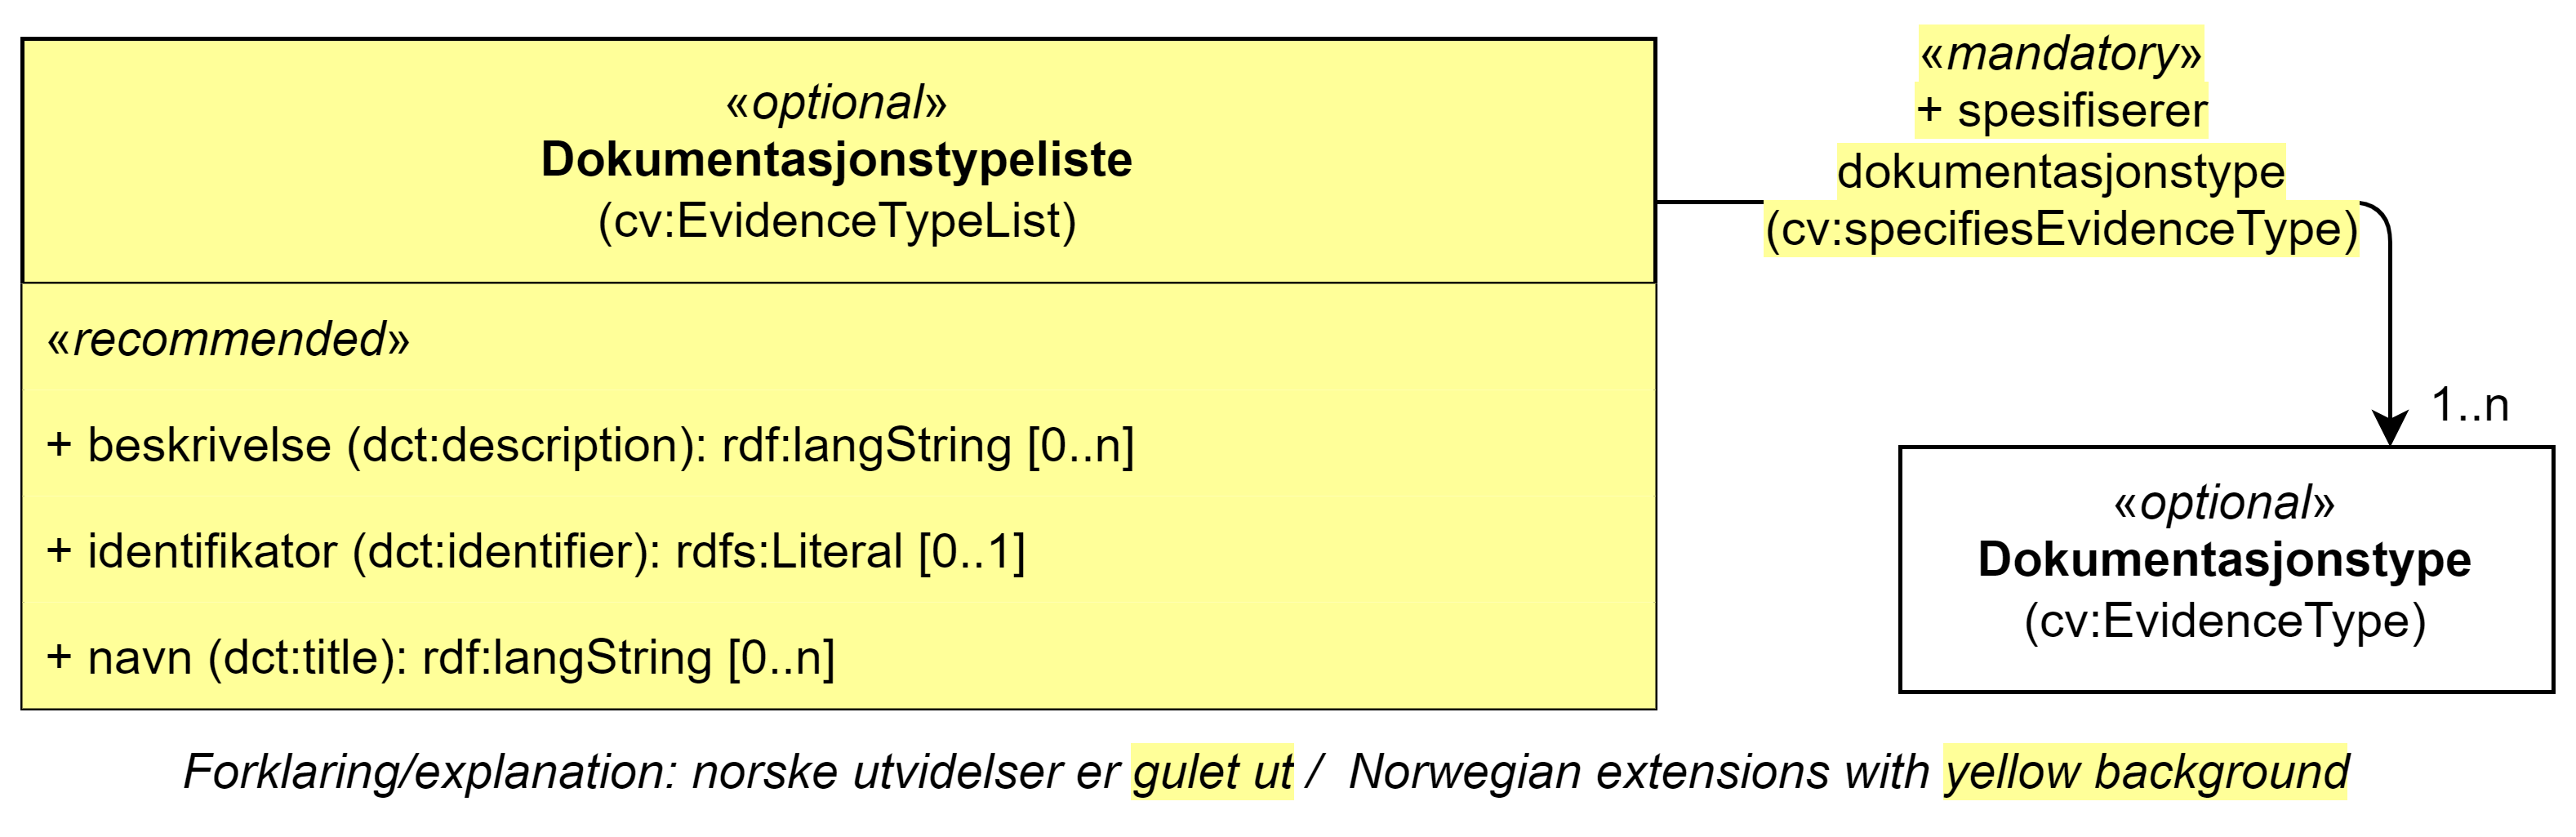 «optional»
Dokumentasjonstypeliste
(cv:EvidenceTypeList)
«recommended»
+ beskrivelse (dct:description): rdf:langString [0..n]
+ identifikator (dct:identifier): rdfs:Literal [0..1]
+ navn (dct:title): rdf:langString [0..n]
«mandatory»
+ spesifiserer
dokumentasjonstype
(cv:specifiesEvidenceType)
1..n
«optional»
Dokumentasjonstype
(cv:EvidenceType)
Forklaring/explanation: norske utvidelser er gulet ut / Norwegian extensions with yellow background